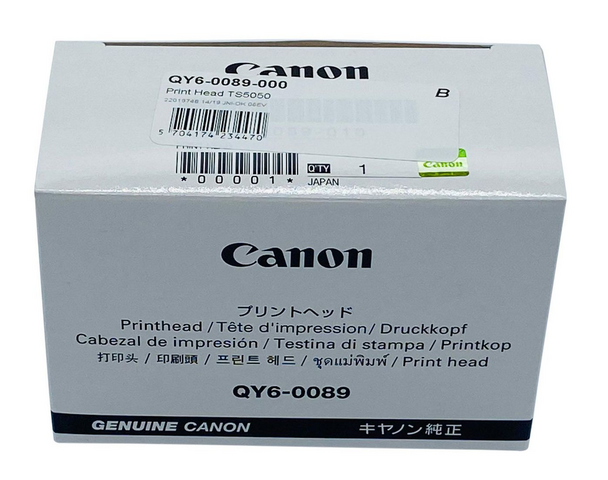 Canon
QY6-0089-000
Print Head TS5050
B
5 704174 234470
Q'TY 1
Canon
*00001*
JAPAN
Canon
プリントヘッド
Printhead / Tête d'impression / Druckkopf
Cabezal de impresión / Testina di stampa / Printkop
打印头 / 印刷頭 / 프린트 헤드 / ชุดแม่พิมพ์ / Print head
QY6-0089
GENUINE CANON キヤノン純正